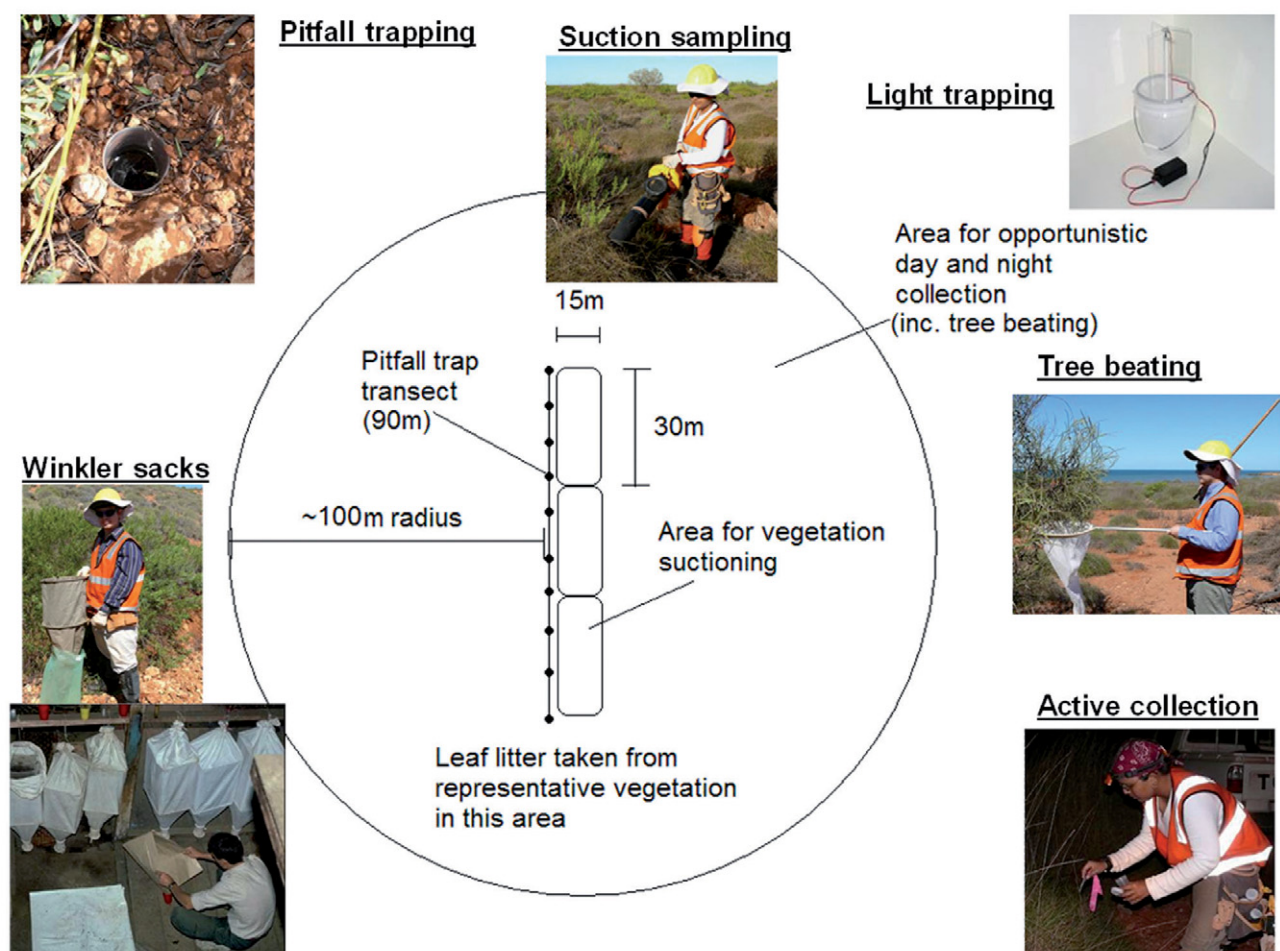 Pitfall trapping
Suction sampling
Light trapping
Area for opportunistic
day and night
collection
(inc. tree beating)
15m
Pitfall trap
transect
(90m)
30m
Tree beating
Winkler sacks
~100m radius
Area for vegetation
suctioning
Leaf litter taken from
representative vegetation
in this area
Active collection